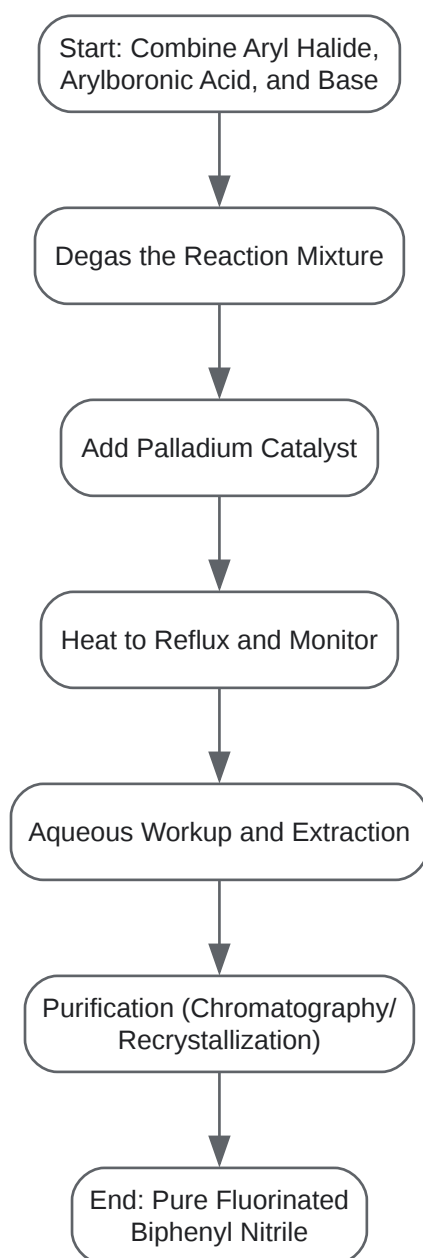 Start: Combine Aryl Halide,
Arylboronic Acid, and Base
Degas the Reaction Mixture
Add Palladium Catalyst
Heat to Reflux and Monitor
Aqueous Workup and Extraction
Purification (Chromatography/
Recrystallization)
End: Pure Fluorinated
Biphenyl Nitrile